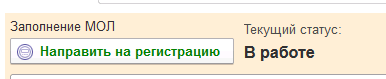 Заполнение МОЛ
Направить на регистрацию
Текущий статус:
В работе